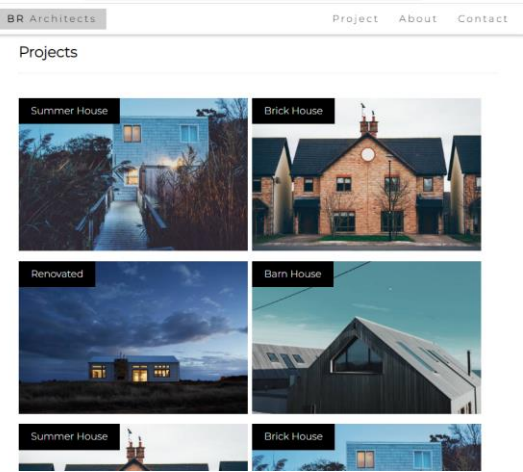 BR Architects
Project About Contact
Projects
Summer House
Brick House
Renovated
Barn House
Summer House
Brick House